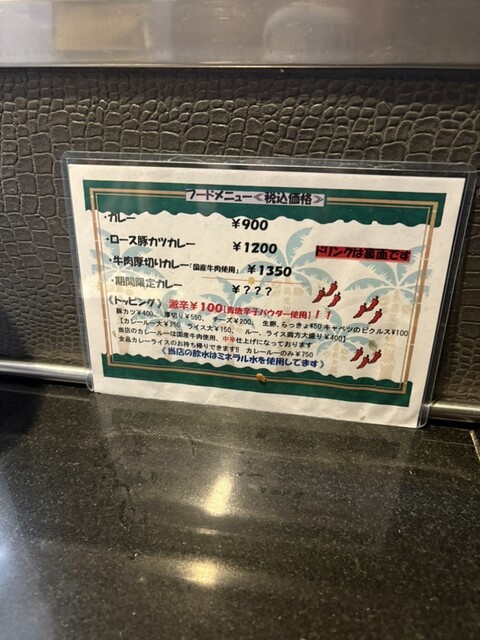 フードメニュー≪税込価格≫
・カレー ¥900
・ロース豚カツカレー ¥1200
ドリンクは裏面です
・牛肉厚切りカレー「国産牛肉使用」 ¥1350
・期間限定カレー ¥???
《トッピング》 激辛¥100【青唐辛子パウダー使用】!!
豚カツ¥400、厚切り¥550、チーズ¥200、 生卵、らっきょ¥50 キャベツのピクルス¥100
【カレールー大¥250、ライス大¥150、 ルー、ライス両方大盛り¥400】
当店のカレールーは国産牛肉使用、中辛仕上げになっております
全品カレーライスのお持ち帰りできます!! カレールーのみ¥750
《当店の飲水はミネラル水を使用してます》